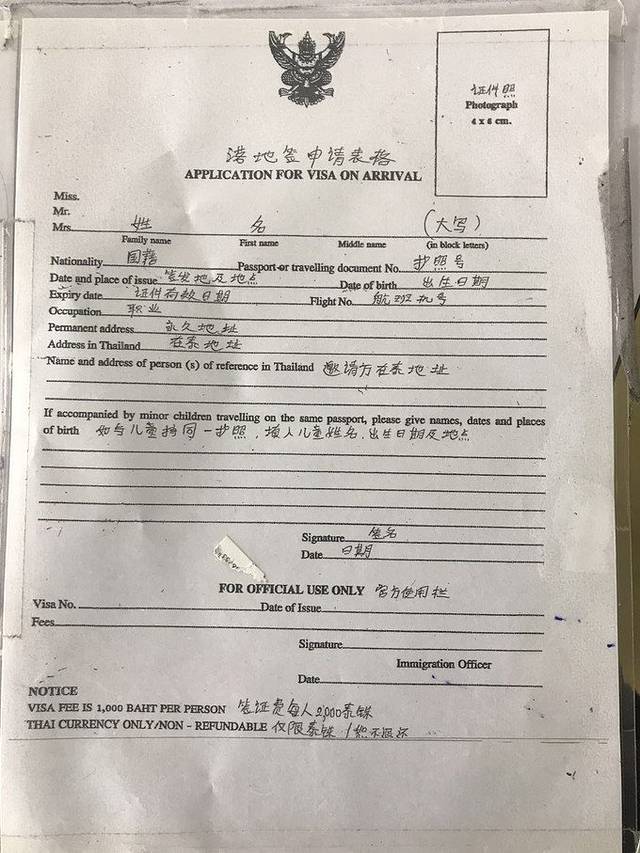 证件照
Photograph
4 x 6 cm.
落地签申请表格
APPLICATION FOR VISA ON ARRIVAL
Miss.
Mr.
Mrs. 姓 名 (大写)
Family name First name Middle name (in block letters)
Nationality 国籍 Passport or travelling document No. 护照号
Date and place of issue 签发地及地点 Date of birth 出生日期
Expiry date 证件有效日期 Flight No. 航班机号
Occupation 职业
Permanent address 永久地址
Address in Thailand 在泰地址
Name and address of person (s) of reference in Thailand 邀请方在泰地址
If accompanied by minor children travelling on the same passport, please give names, dates and places
of birth 如与儿童持同一护照，填入儿童姓名.出生日期及地点
Signature 签名
Date 日期
FOR OFFICIAL USE ONLY 官方使用栏
Visa No. Date of Issue
Fees
Signature
Immigration Officer
Date
NOTICE
VISA FEE IS 1,000 BAHT PER PERSON 签证费每人2,000泰铢
THAI CURRENCY ONLY/NON - REFUNDABLE 仅限泰铢 / 恕不退还